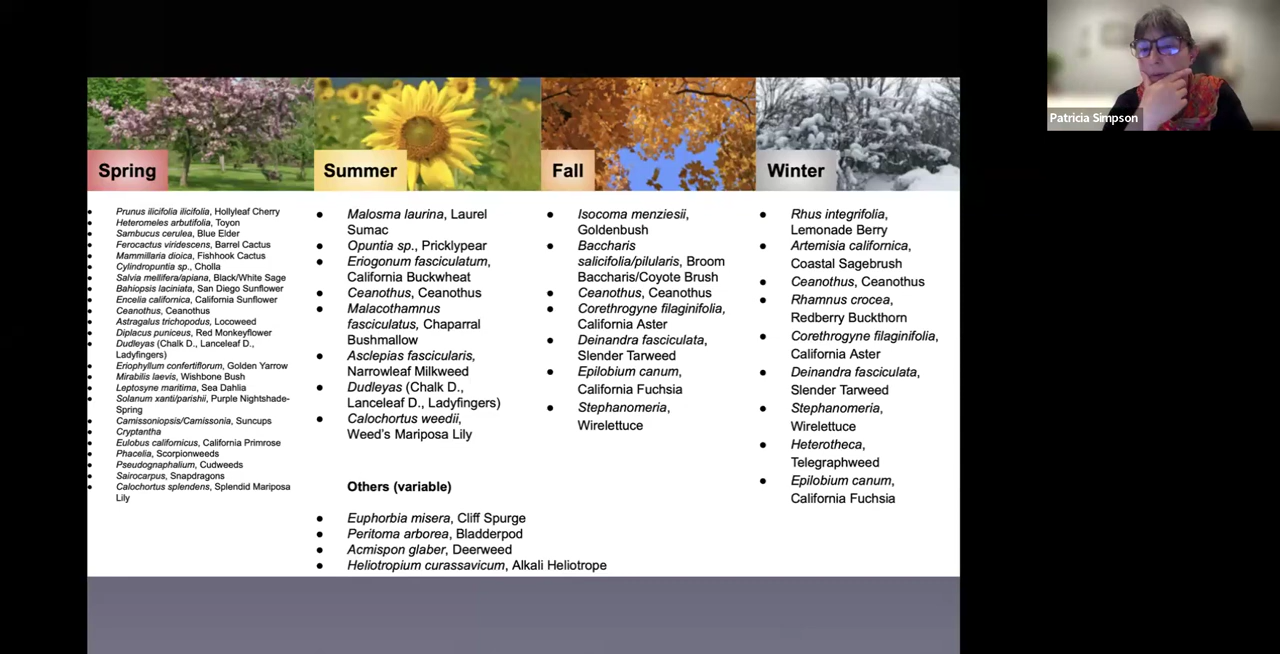 Patricia Simpson
Spring
Summer
Fall
Winter
• Prunus ilicifolia ilicifolia, Hollyleaf Cherry
• Heteromeles arbutifolia, Toyon
• Sambucus cerulea, Blue Elder
• Ferocactus viridescens, Barrel Cactus
• Mammillaria dioica, Fishhook Cactus
• Cylindropuntia sp., Cholla
• Salvia mellifera/apiana, Black/White Sage
• Bahiopsis laciniata, San Diego Sunflower
• Encelia californica, California Sunflower
• Ceanothus, Ceanothus
• Astragalus trichopodus, Locoweed
• Diplacus puniceus, Red Monkeyflower
• Dudleyas (Chalk D., Lanceleaf D.,
Ladyfingers)
• Eriophyllum confertiflorum, Golden Yarrow
• Mirabilis laevis, Wishbone Bush
• Leptosyne maritima, Sea Dahlia
• Solanum xanti/parishii, Purple Nightshade-
Spring
• Camissoniopsis/Camissonia, Suncups
• Cryptantha
• Eulobus californicus, California Primrose
• Phacelia, Scorpionweeds
• Pseudognaphalium, Cudweeds
• Sairocarpus, Snapdragons
• Calochortus splendens, Splendid Mariposa
Lily
• Malosma laurina, Laurel
Sumac
• Opuntia sp., Pricklypear
• Eriogonum fasciculatum,
California Buckwheat
• Ceanothus, Ceanothus
• Malacothamnus
fasciculatus, Chaparral
Bushmallow
• Asclepias fascicularis,
Narrowleaf Milkweed
• Dudleyas (Chalk D.,
Lanceleaf D., Ladyfingers)
• Calochortus weedii,
Weed's Mariposa Lily
Others (variable)
• Euphorbia misera, Cliff Spurge
• Peritoma arborea, Bladderpod
• Acmispon glaber, Deerweed
• Heliotropium curassavicum, Alkali Heliotrope
• Isocoma menziesii,
Goldenbush
• Baccharis
salicifolia/pilularis, Broom
Baccharis/Coyote Brush
• Ceanothus, Ceanothus
• Corethrogyne filaginifolia,
California Aster
• Deinandra fasciculata,
Slender Tarweed
• Epilobium canum,
California Fuchsia
• Stephanomeria,
Wirelettuce
• Rhus integrifolia,
Lemonade Berry
• Artemisia californica,
Coastal Sagebrush
• Ceanothus, Ceanothus
• Rhamnus crocea,
Redberry Buckthorn
• Corethrogyne filaginifolia,
California Aster
• Deinandra fasciculata,
Slender Tarweed
• Stephanomeria,
Wirelettuce
• Heterotheca,
Telegraphweed
• Epilobium canum,
California Fuchsia